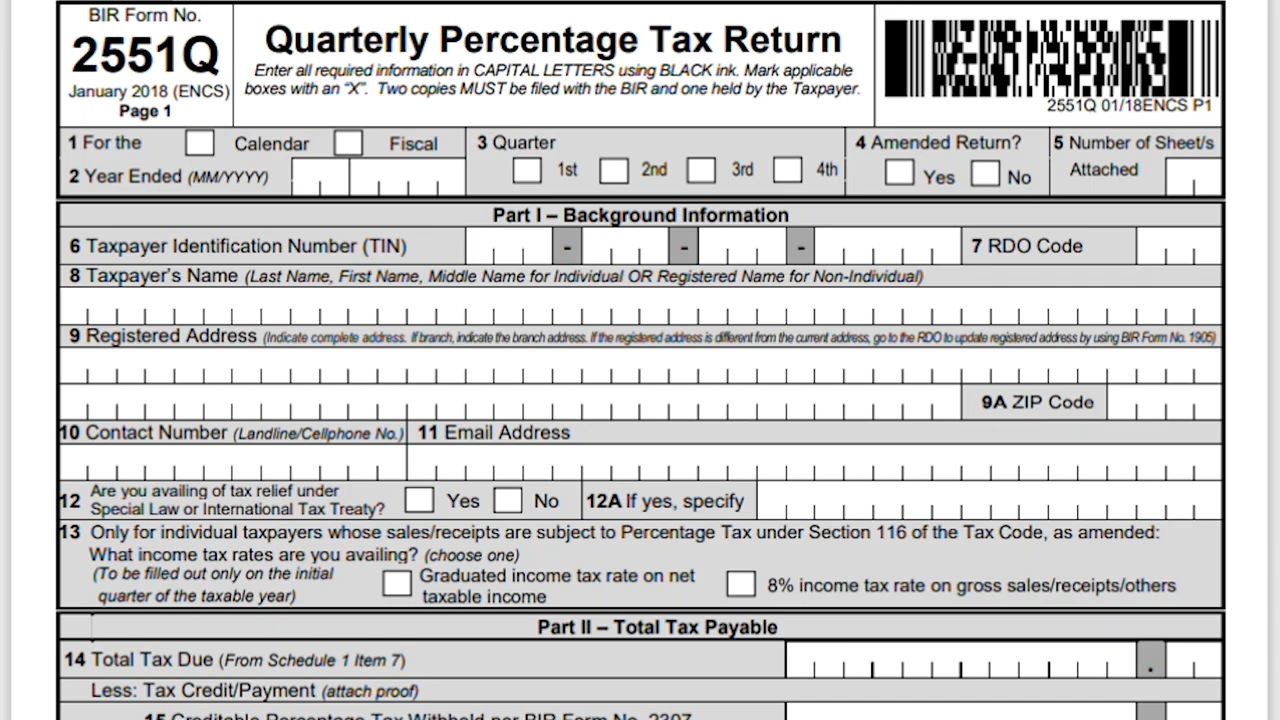 BIR Form No.
2551Q
January 2018 (ENCS)
Page 1
Quarterly Percentage Tax Return
Enter all required information in CAPITAL LETTERS using BLACK ink. Mark applicable
boxes with an “X”. Two copies MUST be filed with the BIR and one held by the Taxpayer.
2551Q 01/18ENCS P1
1 For the Calendar Fiscal
2 Year Ended (MM/YYYY)
3 Quarter
1st 2nd 3rd 4th
4 Amended Return?
Yes No
5 Number of Sheet/s
Attached
Part I – Background Information
6 Taxpayer Identification Number (TIN) - - - 7 RDO Code
8 Taxpayer's Name (Last Name, First Name, Middle Name for Individual OR Registered Name for Non-Individual)
9 Registered Address (Indicate complete address. If branch, indicate the branch address. If the registered address is different from the current address, go to the RDO to update registered address by using BIR Form No. 1905)
9A ZIP Code
10 Contact Number (Landline/Cellphone No.) 11 Email Address
12 Are you availing of tax relief under
Special Law or International Tax Treaty?
Yes No 12A If yes, specify
13 Only for individual taxpayers whose sales/receipts are subject to Percentage Tax under Section 116 of the Tax Code, as amended:
What income tax rates are you availing? (choose one)
(To be filled out only on the initial
quarter of the taxable year)
Graduated income tax rate on net
taxable income
8% income tax rate on gross sales/receipts/others
Part II – Total Tax Payable
14 Total Tax Due (From Schedule 1 Item 7) .
Less: Tax Credit/Payment (attach proof)
15 Creditable Percentage Tax Withheld per BIR Form No. 2307